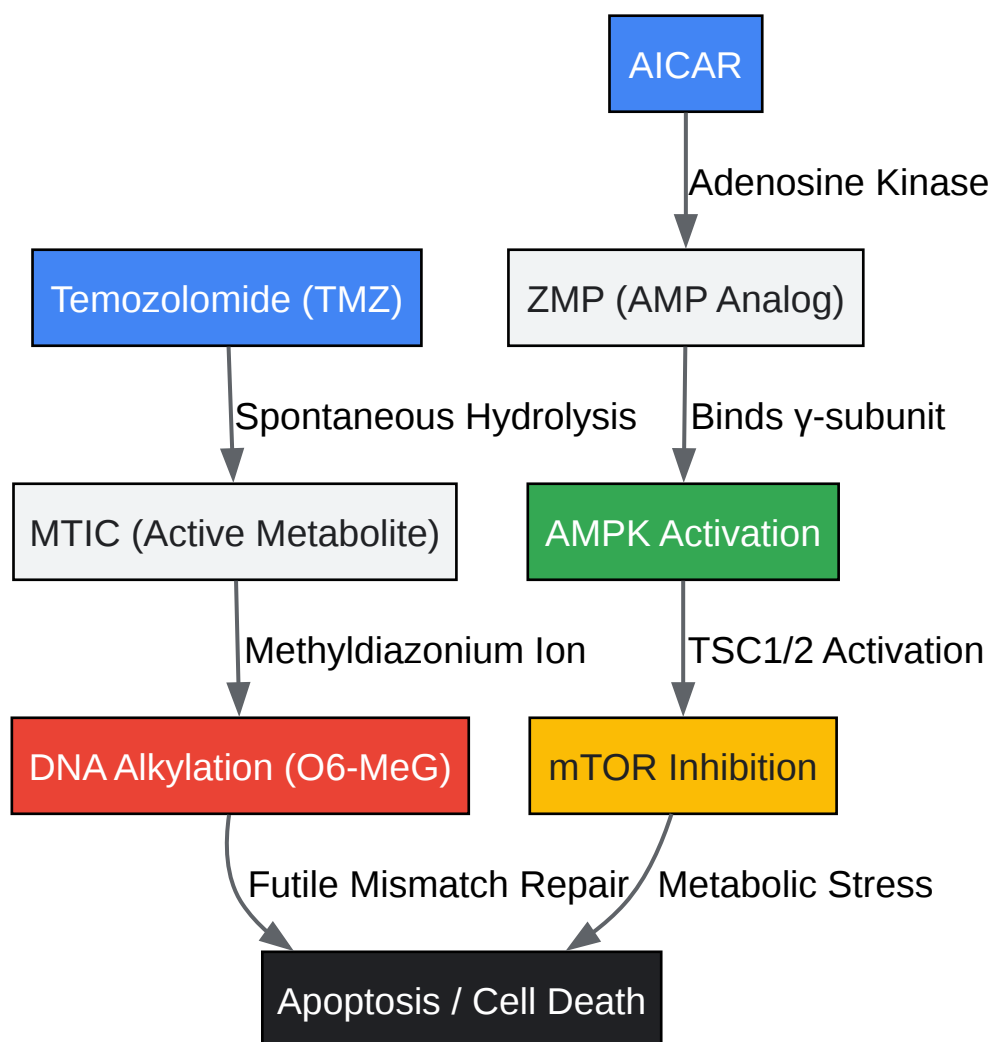 AICAR
Adenosine Kinase
Temozolomide (TMZ)
ZMP (AMP Analog)
Spontaneous Hydrolysis
Binds γ-subunit
MTIC (Active Metabolite)
AMPK Activation
Methyldiazonium Ion
TSC1/2 Activation
DNA Alkylation (O6-MeG)
mTOR Inhibition
Futile Mismatch Repair
Metabolic Stress
Apoptosis / Cell Death